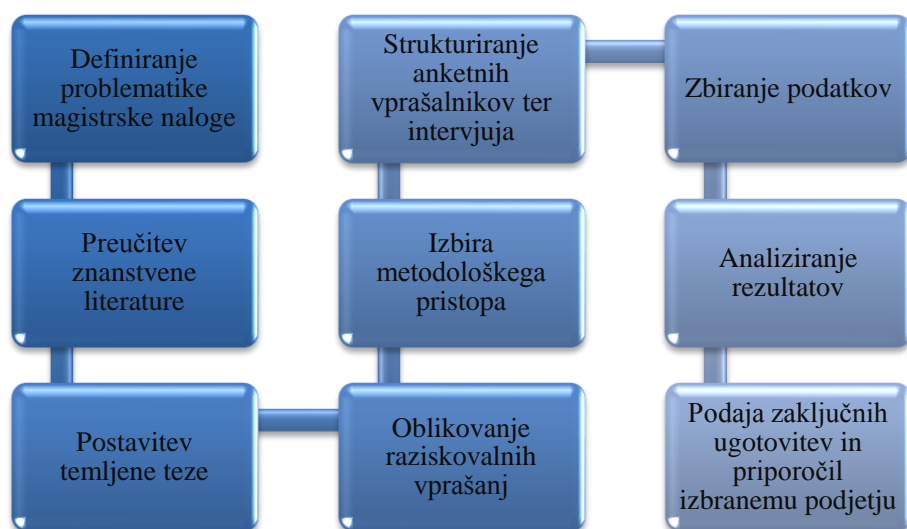 Definiranje
problematike
magistrske naloge
Preučitev
znanstvene
literature
Postavitev
temljene teze
Oblikovanje
raziskovalnih
vprašanj
Izbira
metodološkega
pristopa
Strukturiranje
anketnih
vprašalnikov ter
intervjuja
Zbiranje podatkov
Analiziranje
rezultatov
Podaja zaključnih
ugotovitev in
priporočil
izbranemu podjetju